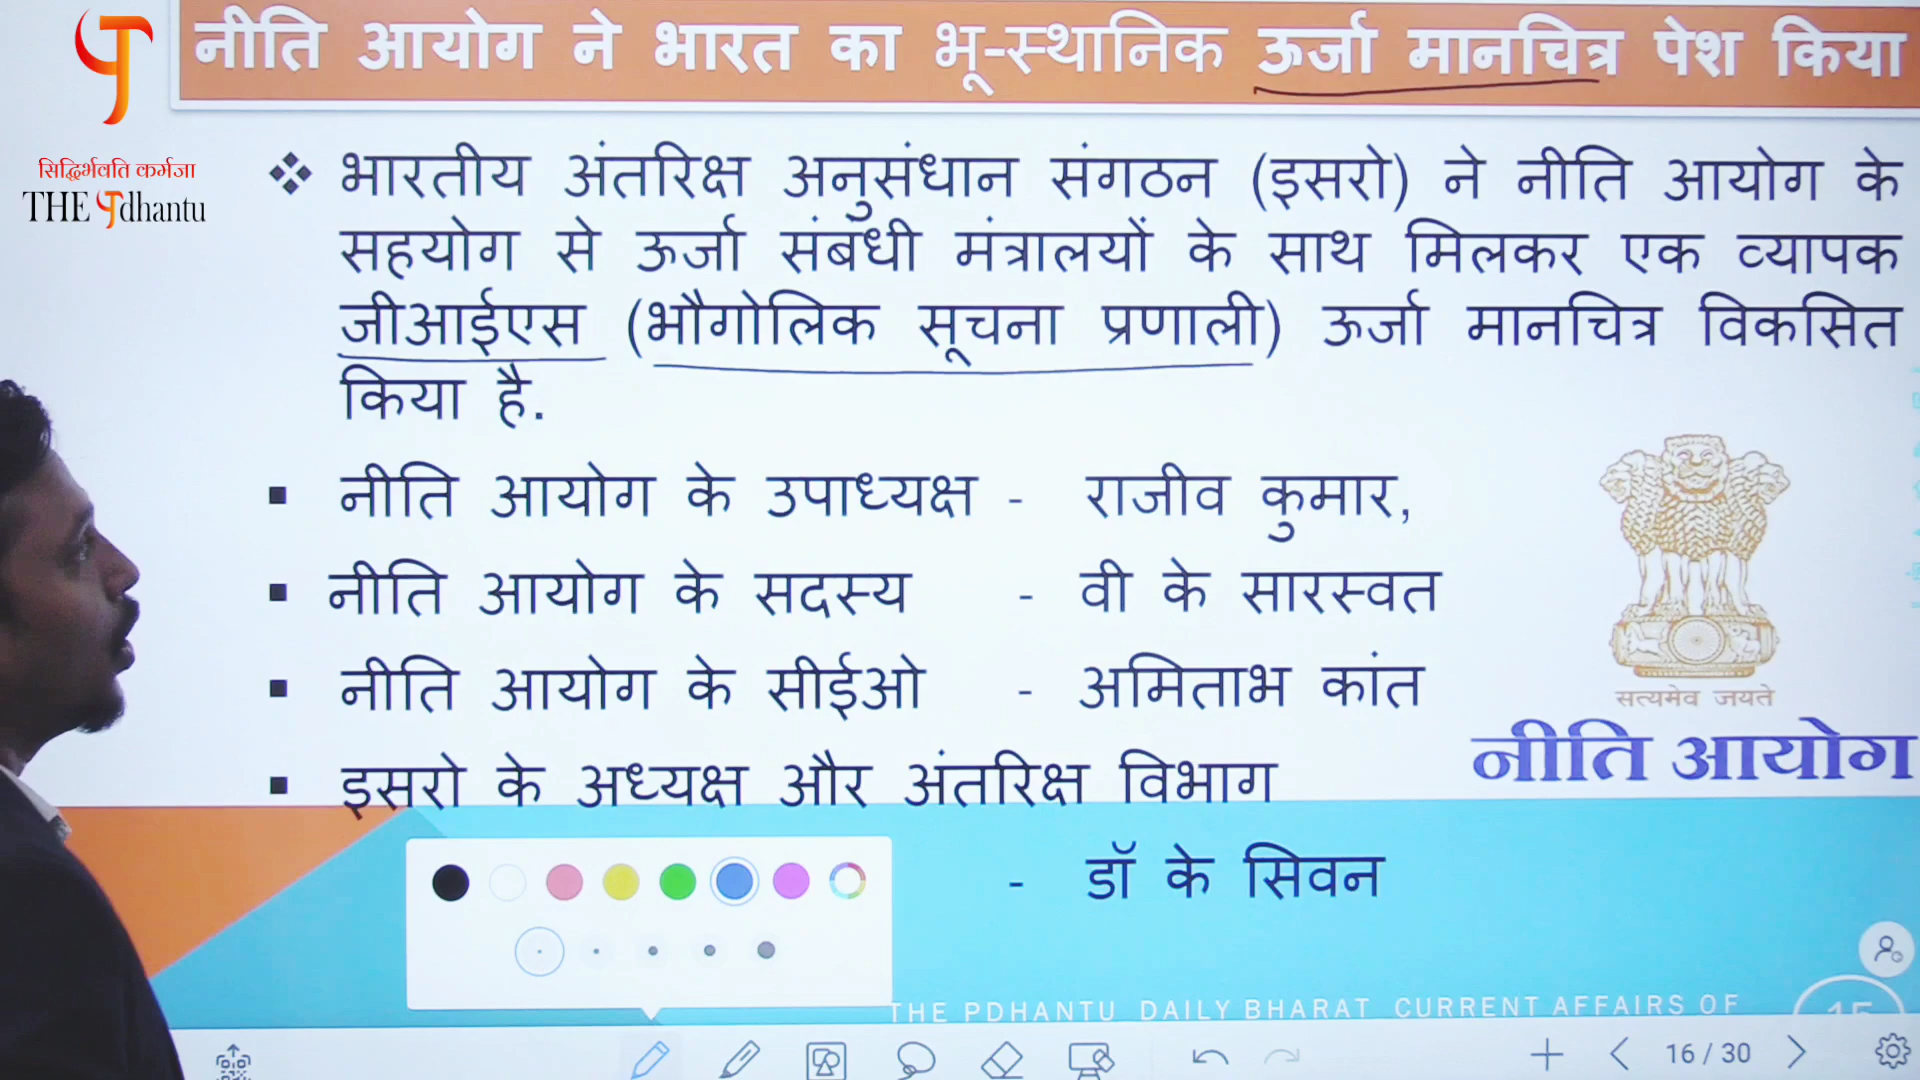 नीति आयोग ने भारत का भू-स्थानिक ऊर्जा मानचित्र पेश किया
सिद्धिर्भवति कर्मजा
THE Pdhantu
❖ भारतीय अंतरिक्ष अनुसंधान संगठन (इसरो) ने नीति आयोग के
सहयोग से ऊर्जा संबंधी मंत्रालयों के साथ मिलकर एक व्यापक
जीआईएस (भौगोलिक सूचना प्रणाली) ऊर्जा मानचित्र विकसित
किया है.
▪ नीति आयोग के उपाध्यक्ष - राजीव कुमार,
▪ नीति आयोग के सदस्य - वी के सारस्वत
▪ नीति आयोग के सीईओ - अमिताभ कांत
सत्यमेव जयते
नीति आयोग
▪ इसरो के अध्यक्ष और अंतरिक्ष विभाग
- डॉ के सिवन
THE PDHANTU DAILY BHARAT CURRENT AFFAIRS OF
15
16 / 30